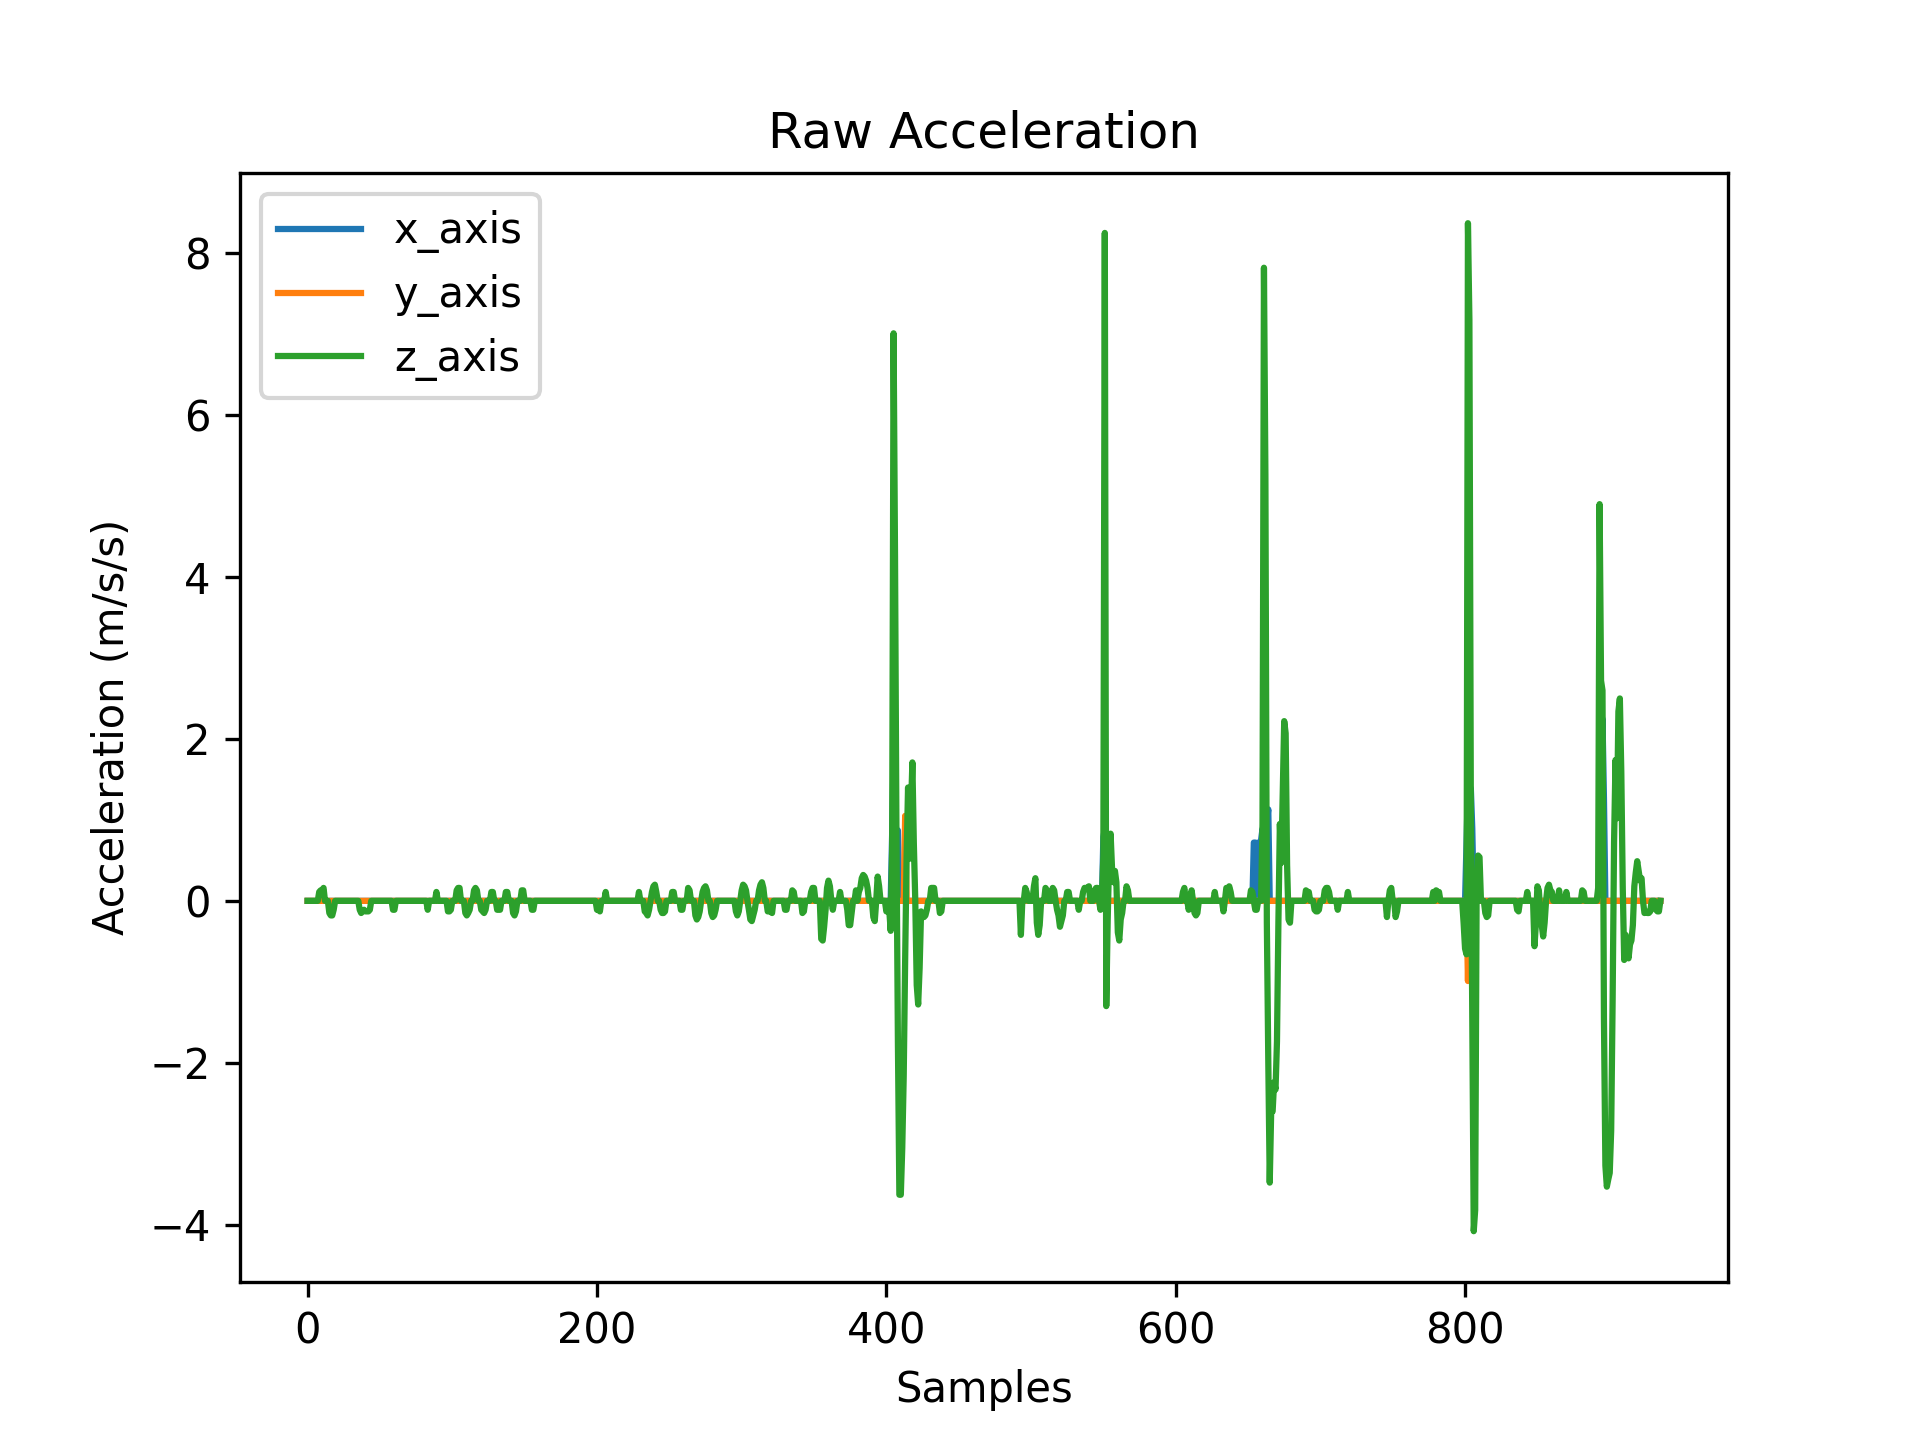 Raw Acceleration
x_axis
y_axis
z_axis
8
6
4
2
0
−2
−4
Acceleration (m/s/s)
0 200 400 600 800
Samples